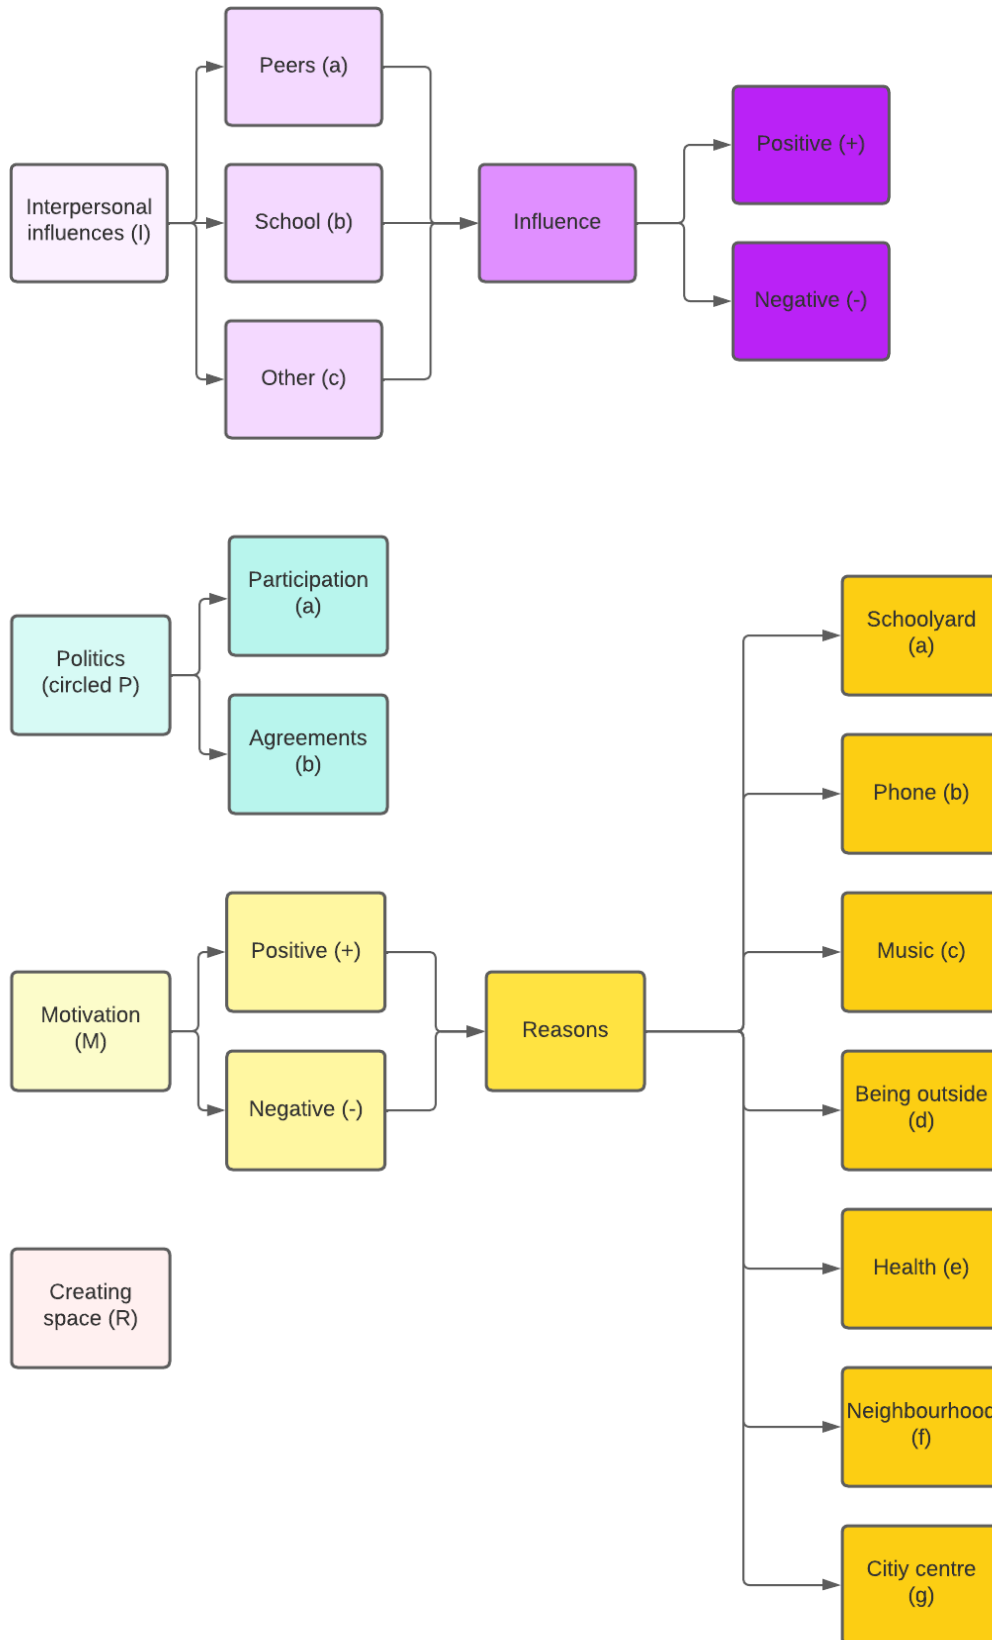 Peers (a)
Positive (+)
Interpersonal
influences (I)
School (b)
Influence
Negative (-)
Other (c)
Participation
(a)
Politics
(circled P)
Agreements
(b)
Schoolyard
(a)
Phone (b)
Motivation
(M)
Positive (+)
Negative (-)
Reasons
Music (c)
Being outside
(d)
Health (e)
Neighbourhood
(f)
Citiy centre
(g)
Creating
space (R)